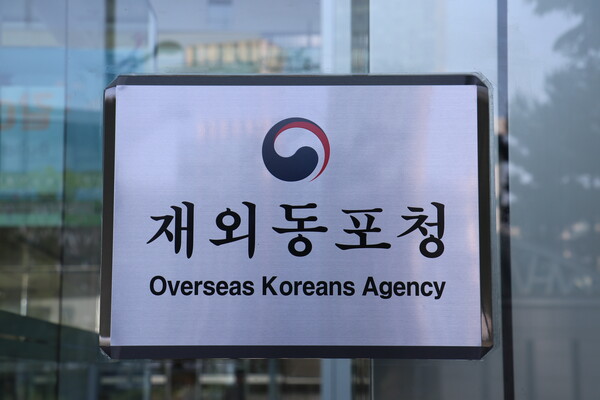 재외동포청
Overseas Koreans Agency